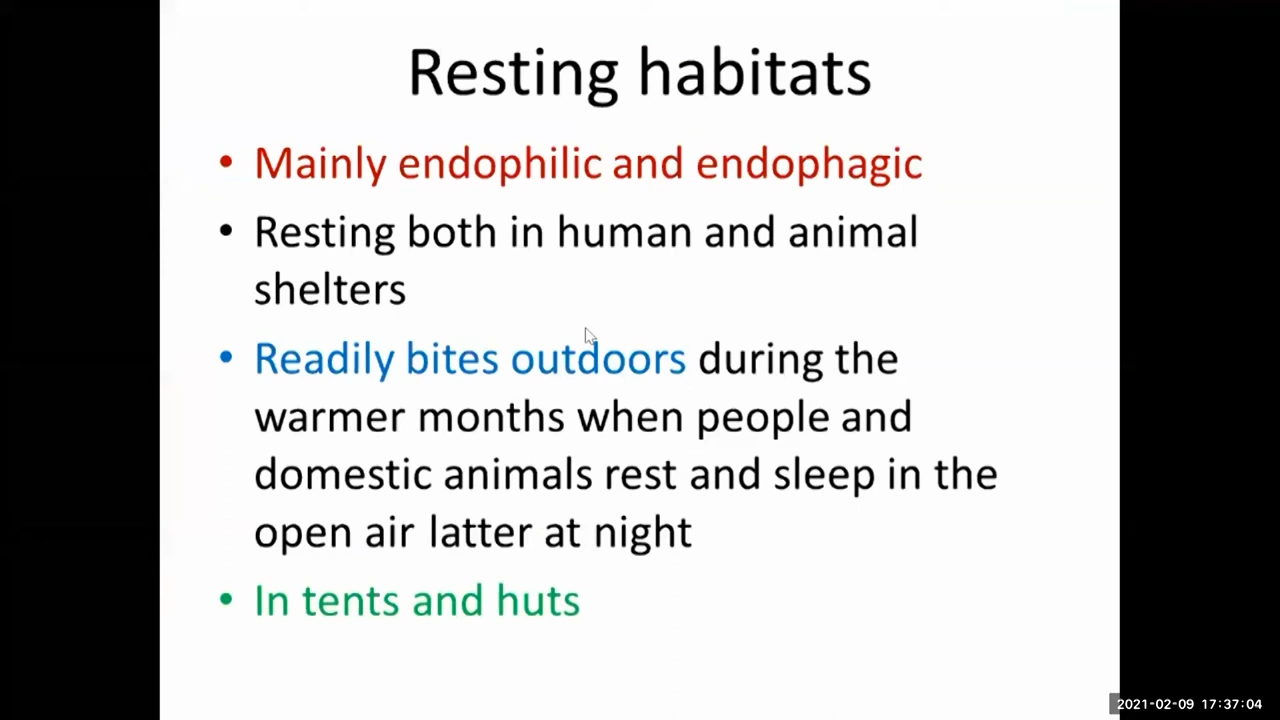 Resting habitats
• Mainly endophilic and endophagic
• Resting both in human and animal
shelters
• Readily bites outdoors during the
warmer months when people and
domestic animals rest and sleep in the
open air latter at night
• In tents and huts
2021-02-09 17:37:04